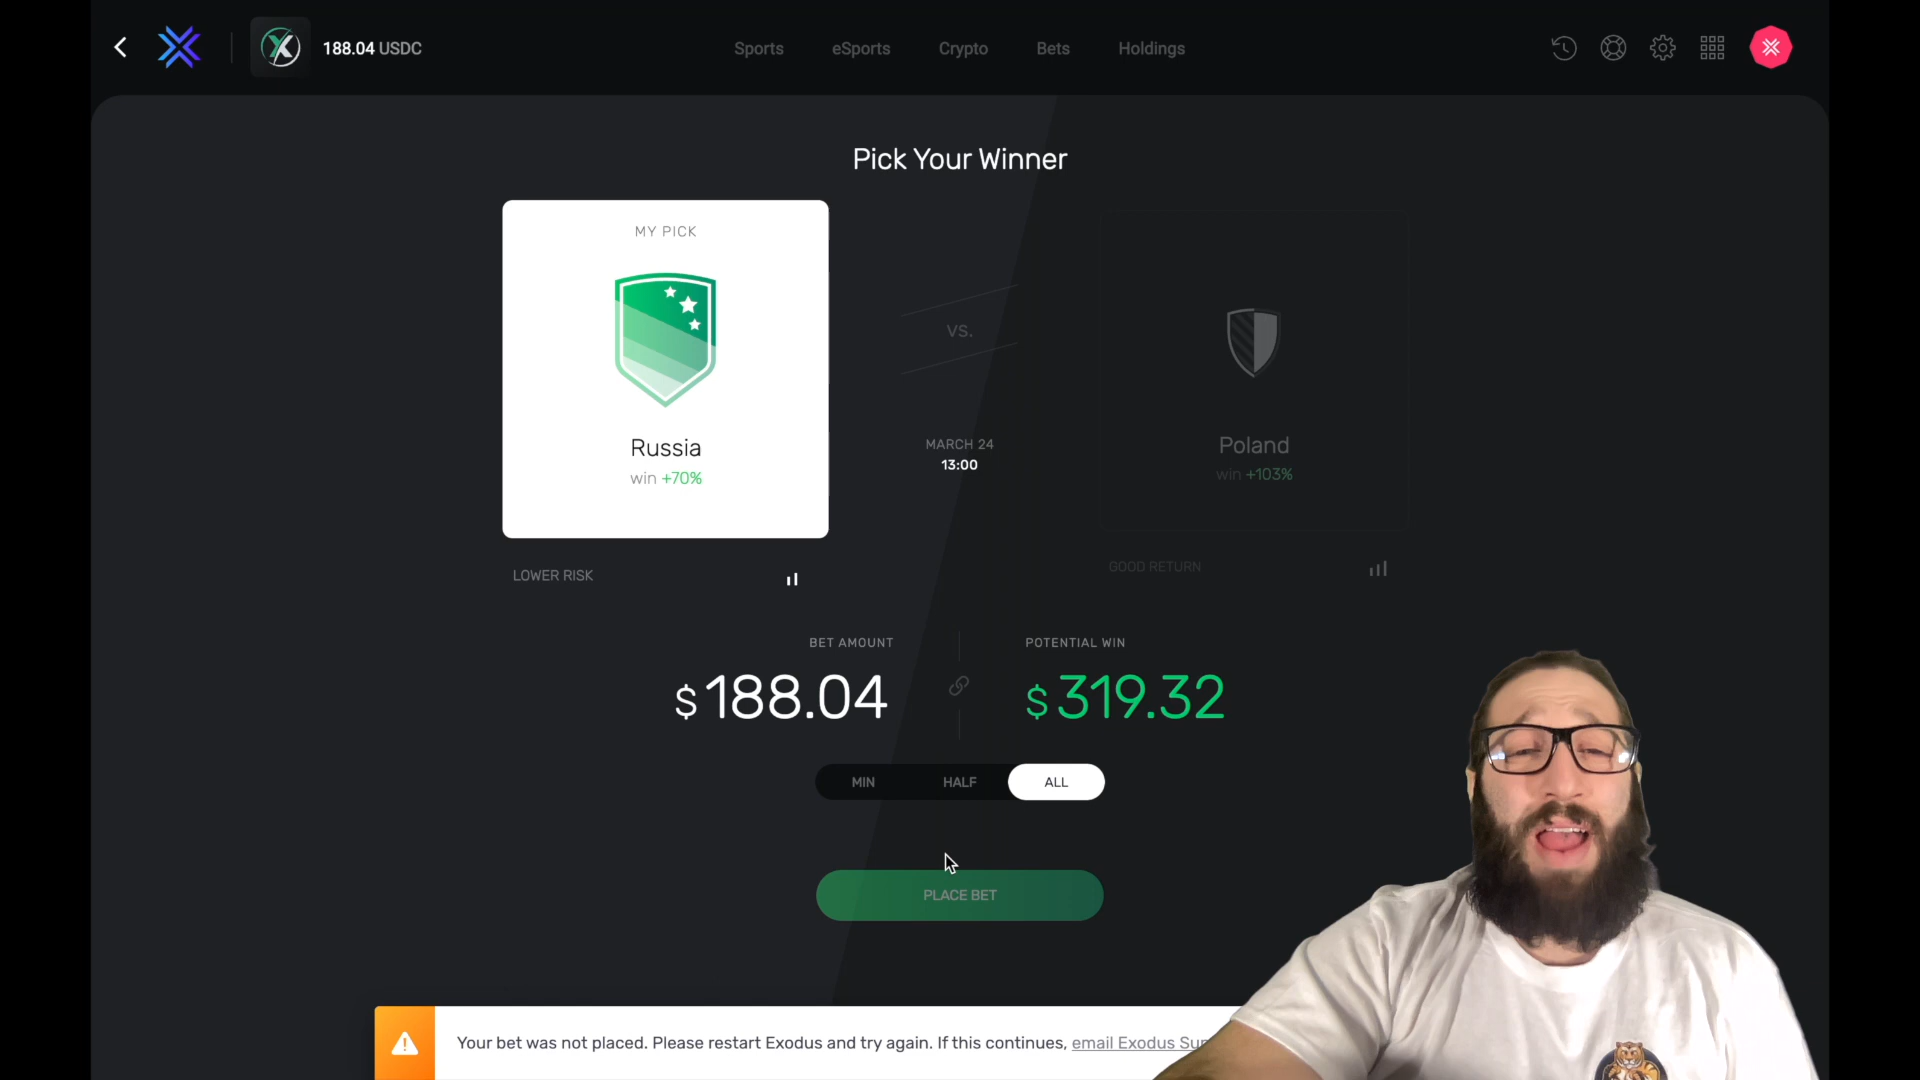 188.04 USDC
Sports
eSports
Crypto
Bets
Holdings
Pick Your Winner
MY PICK
Russia
win +70%
LOWER RISK
VS.
MARCH 24
13:00
Poland
win +103%
GOOD RETURN
BET AMOUNT
$188.04
POTENTIAL WIN
$319.32
MIN
HALF
ALL
PLACE BET
Your bet was not placed. Please restart Exodus and try again. If this continues, email Exodus